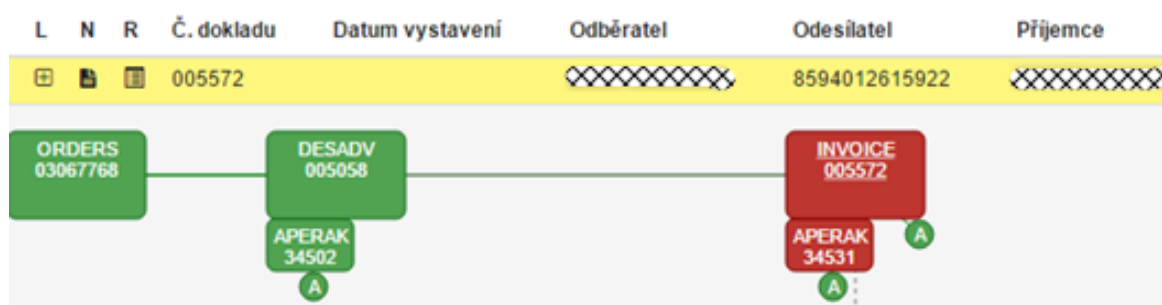 L N R Č. dokladu Datum vystavení Odběratel Odesílatel Příjemce
005572 8594012615922
ORDERS
03067768
DESADV
005058
INVOICE
005572
APERAK
34502
A
APERAK
34531
A
A